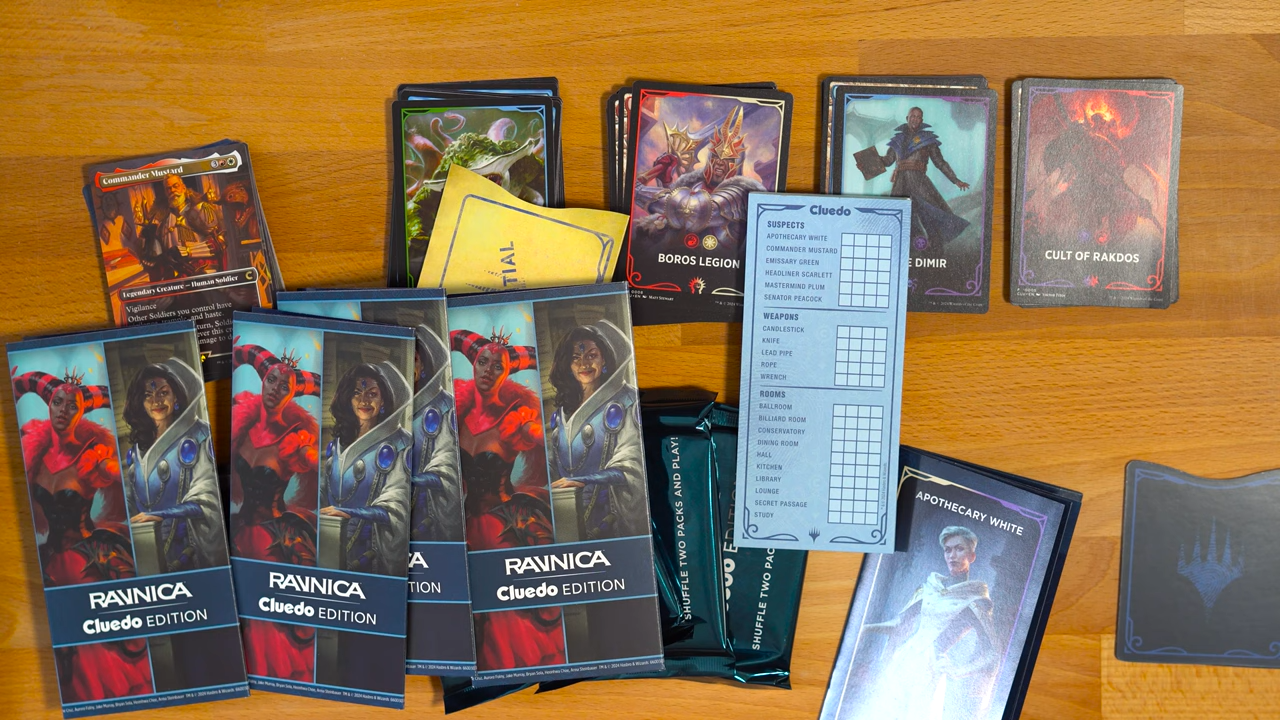 Commander Mustard
Legendary Creature — Human Soldier
Vigilance
Other Soldiers you control have
and haste.
TIAL
BOROS LEGION
E DIMIR
CULT OF RAKDOS
Cluedo
SUSPECTS
APOTHECARY WHITE
COMMANDER MUSTARD
EMISSARY GREEN
HEADLINER SCARLETT
MASTERMIND PLUM
SENATOR PEACOCK
WEAPONS
CANDLESTICK
KNIFE
LEAD PIPE
ROPE
WRENCH
ROOMS
BALLROOM
BILLIARD ROOM
CONSERVATORY
DINING ROOM
HALL
KITCHEN
LIBRARY
LOUNGE
SECRET PASSAGE
STUDY
RAVNICA
Cluedo EDITION
RAVNICA
Cluedo EDITION
A
TION
RAVNICA
Cluedo EDITION
SHUFFLE TWO PACKS AND PLAY!
EDITION
SHUFFLE TWO PAC
APOTHECARY WHITE